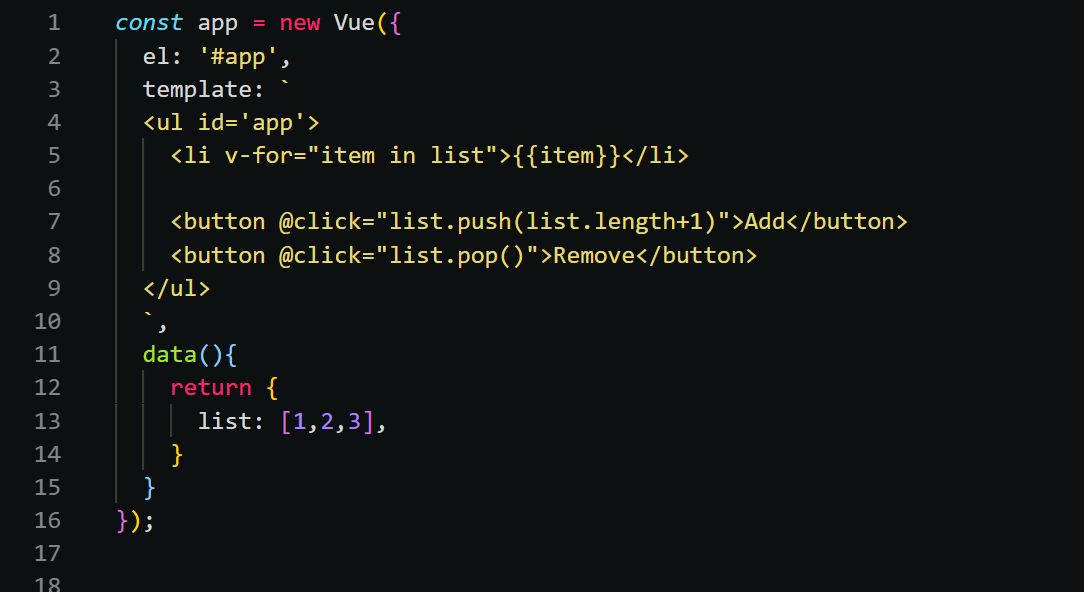 1 const app = new Vue({
2   el: '#app',
3   template: `
4   <ul id='app'>
5     <li v-for="item in list">{{item}}</li>
6
7     <button @click="list.push(list.length+1)">Add</button>
8     <button @click="list.pop()">Remove</button>
9   </ul>
10   `,
11   data(){
12     return {
13       list: [1,2,3],
14     }
15   }
16 });
17
18